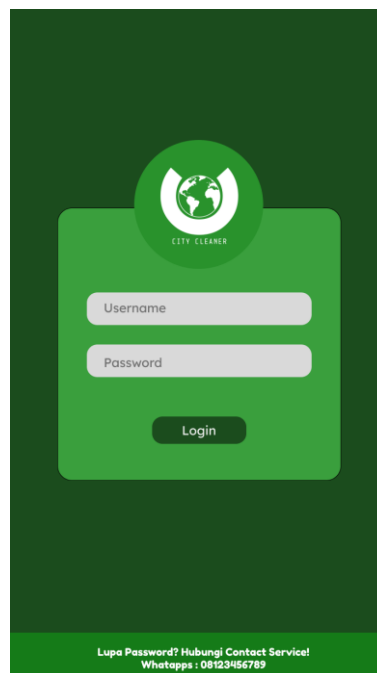 CITY CLEANER
Username
Password
Login
Lupa Password? Hubungi Contact Service!
Whatapps : 08123456789